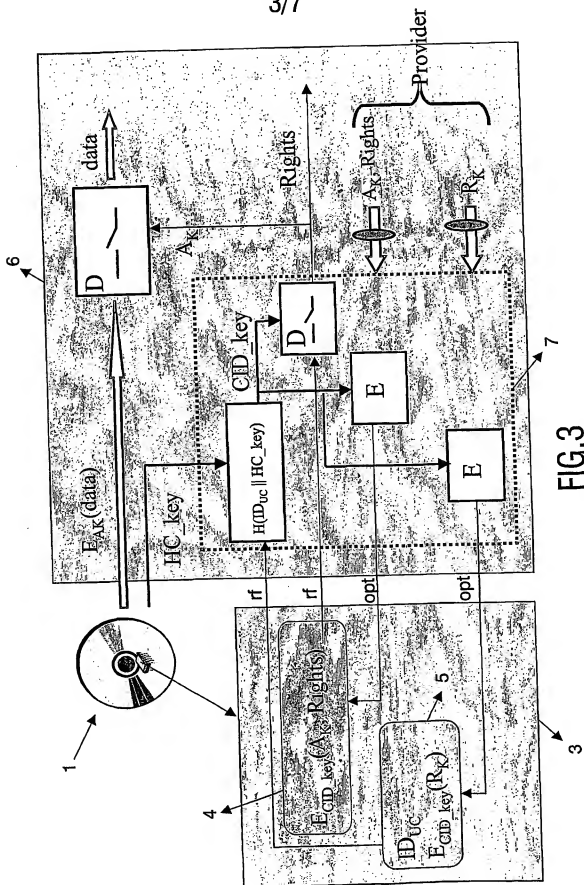 3/7
6
data
D
A_K
Rights
E_AK(data)
HC_key
CID_key
D
H(ID_UC || HC_key)
E
E
A_K, Rights
R_K
Provider
7
1
rf
rf
opt
opt
4
E_CID_key(A_K, Rights)
5
ID_UC
E_CID_key(R_K)
3
FIG.3